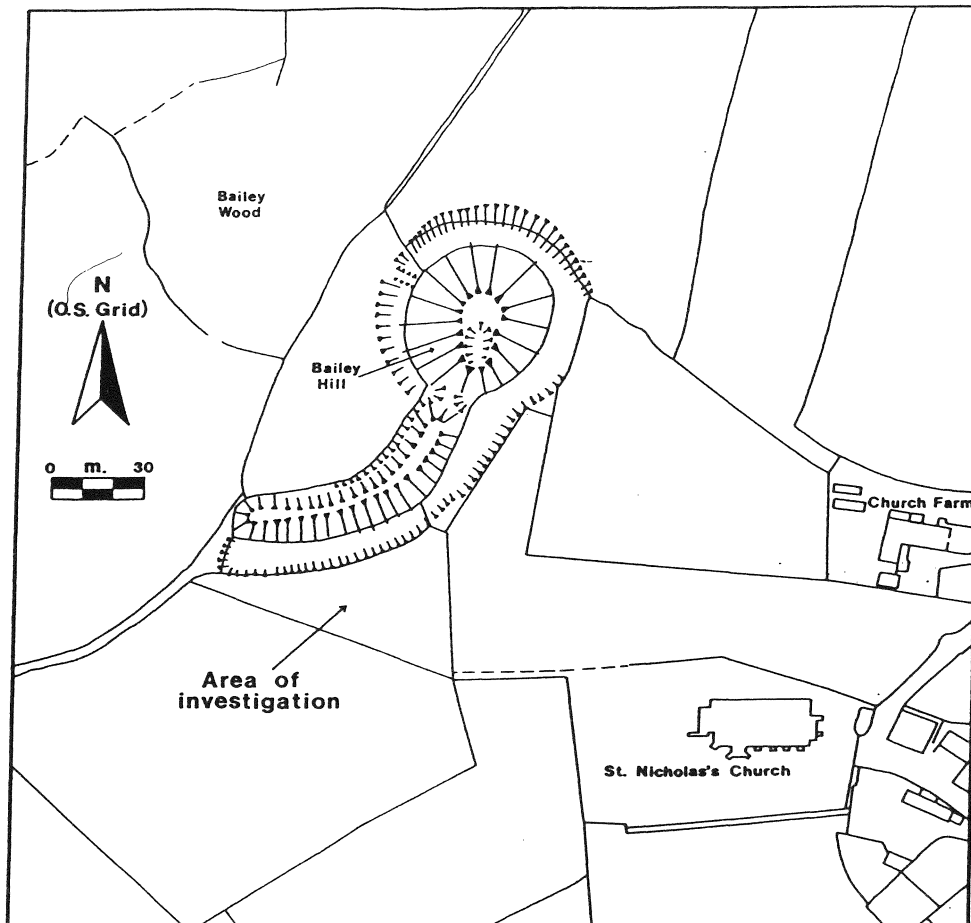 Bailey
Wood
N
(O.S. Grid)
Bailey
Hill
0 m. 30
Church Farm
Area of
investigation
St. Nicholas's Church